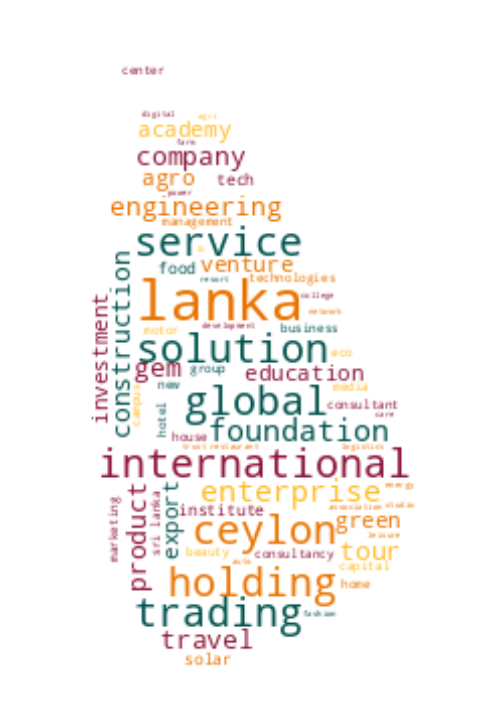 center
digital agri
academy
farm
company
agro tech
power
engineering
management
service
food venture
resort technologies
construction
lanka college
investment
network
motor development business
solution eco
gem group education
new media
campus
global consultant
hotel care
foundation
house
trust restaurant logistics
international
enterprise energy
product
export
marketing
sri lanka
association studio
institute green
ceylon
leisure
beauty consultancy tour
auto capital
holding home
trading fashion
travel
solar